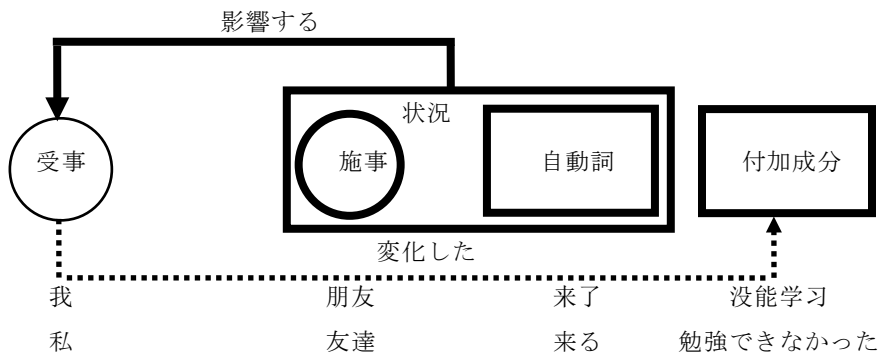 影響する
状況
受事 施事 自動詞 付加成分
変化した
我 朋友 来了 没能学习
私 友達 来る 勉強できなかった